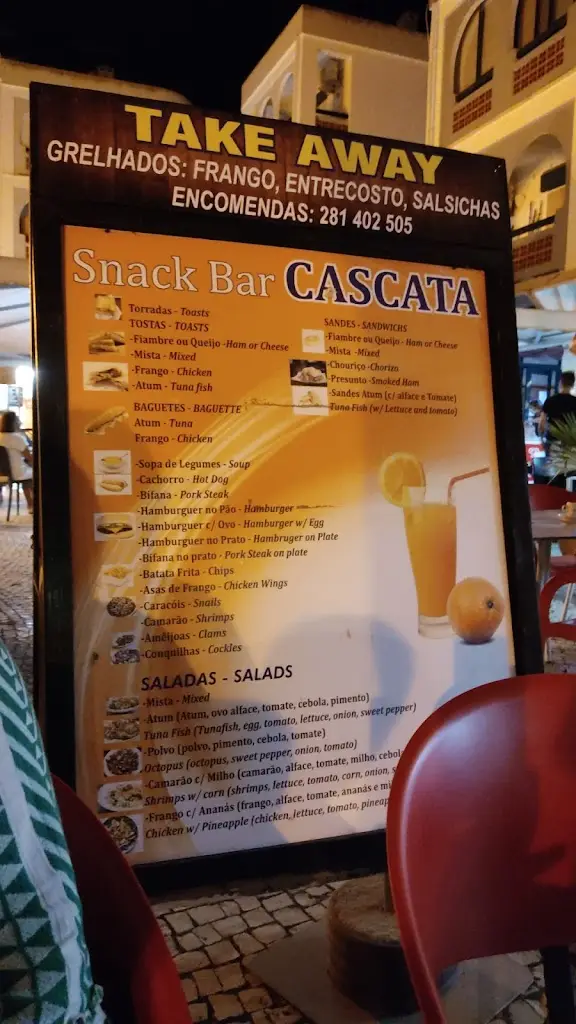 TAKE AWAY
GRELHADOS: FRANGO, ENTRECOSTO, SALSICHAS
ENCOMENDAS: 281 402 505
Snack Bar CASCATA
Torradas - Toasts
TOSTAS - TOASTS
-Fiambre ou Queijo -Ham or Cheese
-Mista - Mixed
-Frango - Chicken
-Atum - Tuna fish
BAGUETES - BAGUETTE
Atum - Tuna
Frango - Chicken
SANDES - SANDWICHS
-Fiambre ou Queijo - Ham or Cheese
-Mista -Mixed
-Chouriço -Chorizo
-Presunto -Smoked Ham
-Sandes Atum (c/ alface e Tomate)
Tuna Fish (w/ Lettuce and tomato)
-Sopa de Legumes - Soup
-Cachorro - Hot Dog
-Bifana - Pork Steak
-Hamburguer no Pão - Hamburger
-Hamburguer c/ Ovo - Hamburger w/ Egg
-Hamburguer no Prato - Hambruger on Plate
-Bifana no prato - Pork Steak on plate
-Batata Frita - Chips
-Asas de Frango - Chicken Wings
-Caracóis - Snails
-Camarão - Shrimps
-Amêijoas - Clams
-Conquilhas - Cockles
SALADAS - SALADS
-Mista - Mixed
-Atum (Atum, ovo alface, tomate, cebola, pimento)
Tuna Fish (Tunafish, egg, tomato, lettuce, onion, sweet pepper)
-Polvo (polvo, pimento, cebola, tomate)
Octopus (octopus, sweet pepper, onion, tomato)
-Camarão c/ Milho (camarão, alface, tomate, milho, cebola
Shrimps w/ corn (shrimps, lettuce, tomato, corn, onion, s
-Frango c/ Ananás (frango, alface, tomate, ananás e mi
Chicken w/ Pineapple (chicken, lettuce, tomato, pineap